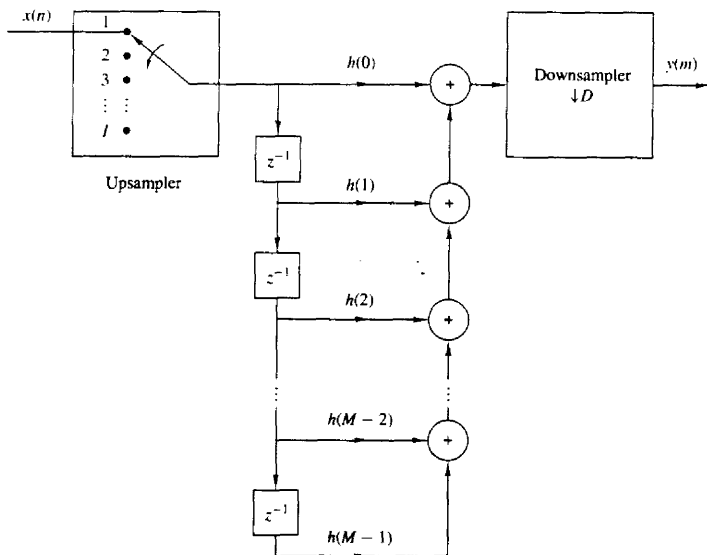 x(n)
1
2
3
⋮ ⋮
I
Upsampler
h(0)
+
Downsampler
↓D
y(m)
z⁻¹
h(1)
+
z⁻¹
h(2)
+
⋮ ⋮
h(M − 2)
+
z⁻¹
h(M − 1)